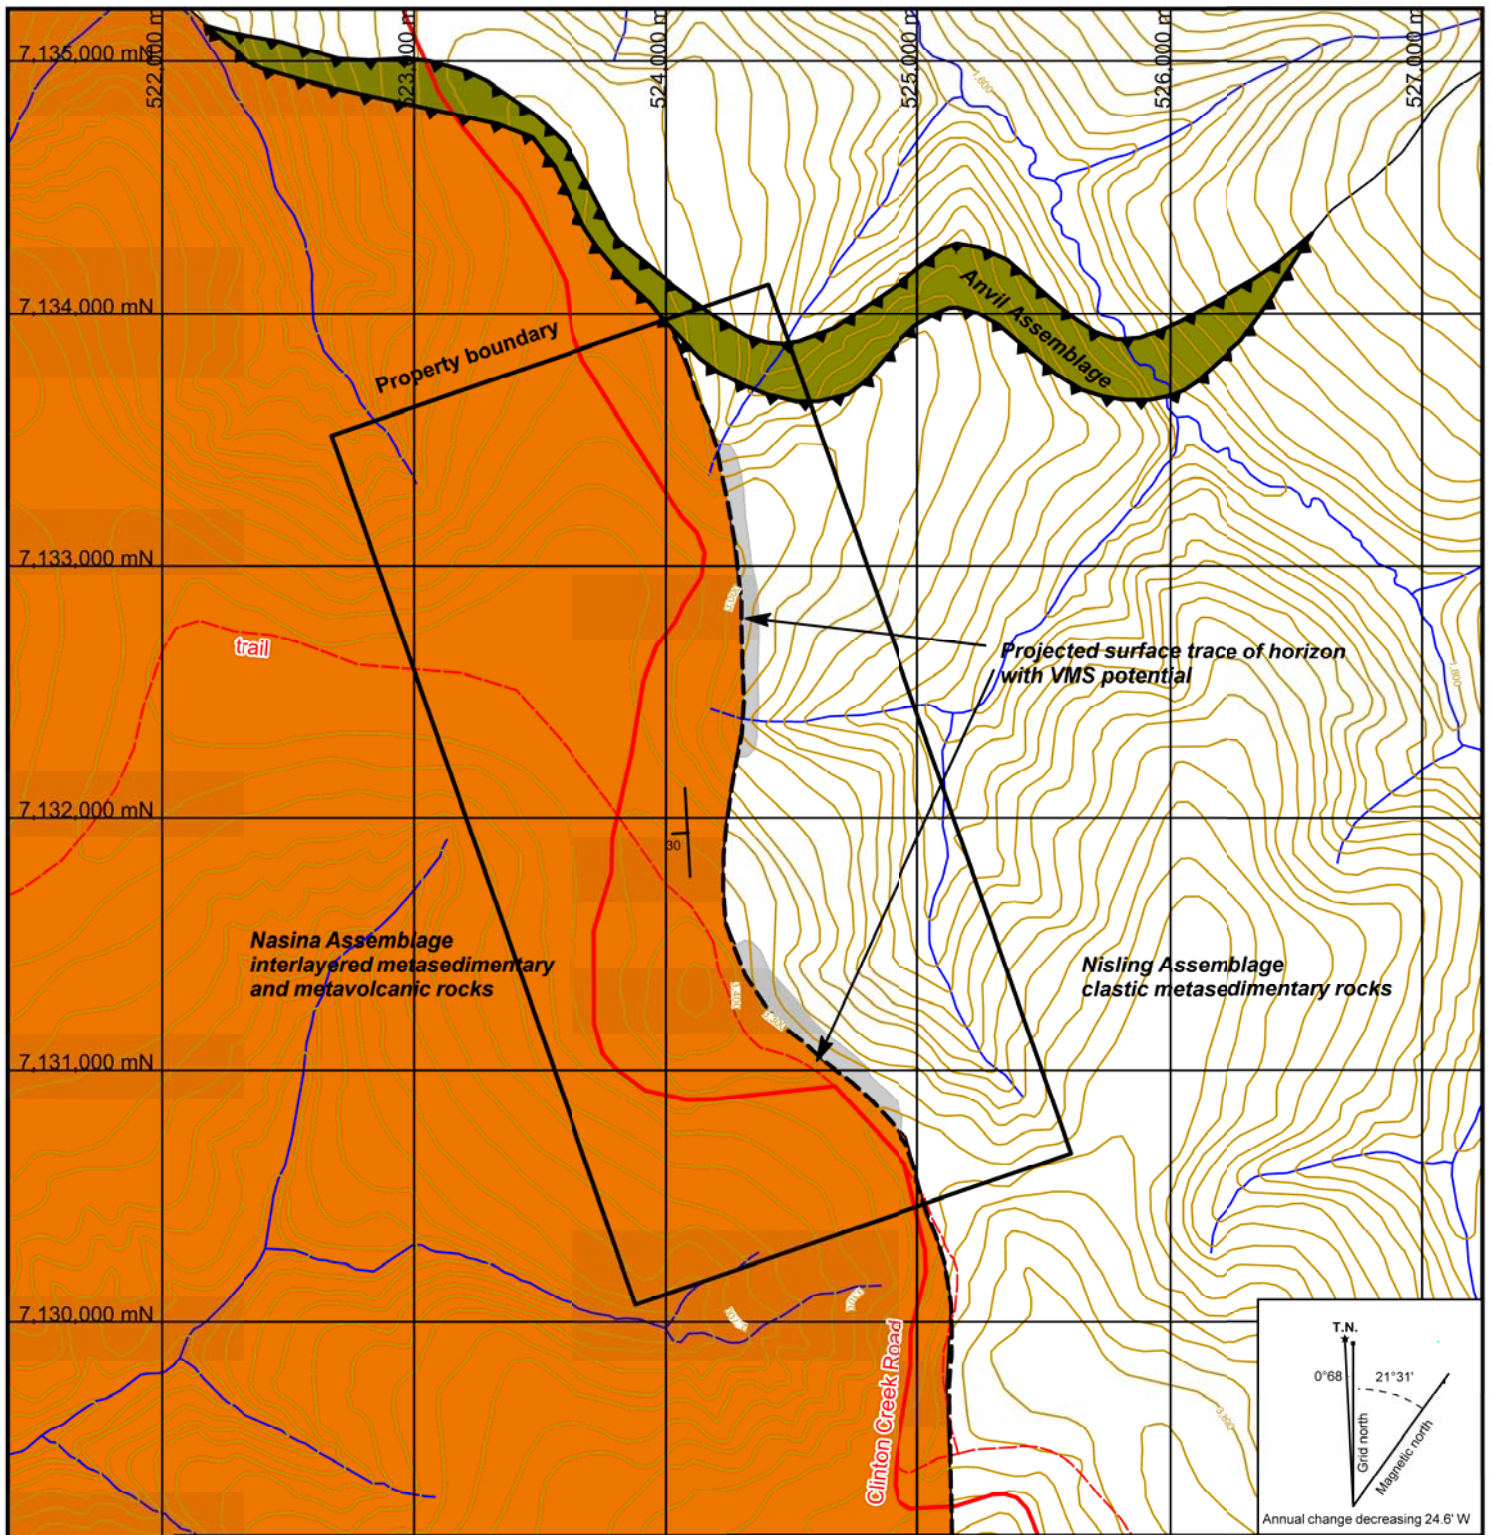 522,000 m
523,000 m
524,000 m
525,000 m
526,000 m
527,000 m
7,135,000 mN
1,600
Anvil Assemblage
7,134,000 mN
Property boundary
7,133,000 mN
trail
Projected surface trace of horizon
with VMS potential
1,800
7,132,000 mN
30
Nasina Assemblage
interlayered metasedimentary
and metavolcanic rocks
Nisling Assemblage
clastic metasedimentary rocks
7,131,000 mN
7,130,000 mN
Clinton Creek Road
T.N.
0°68
21°31'
Grid north
Magnetic north
Annual change decreasing 24.6' W